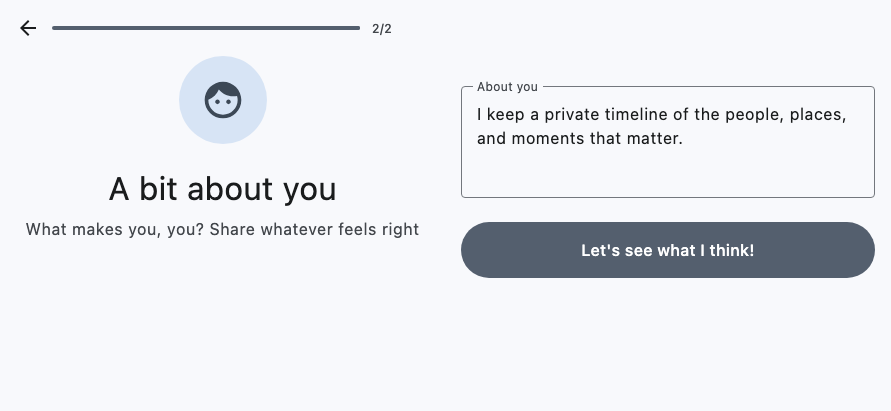 2/2
A bit about you
What makes you, you? Share whatever feels right
About you
I keep a private timeline of the people, places,
and moments that matter.
Let's see what I think!